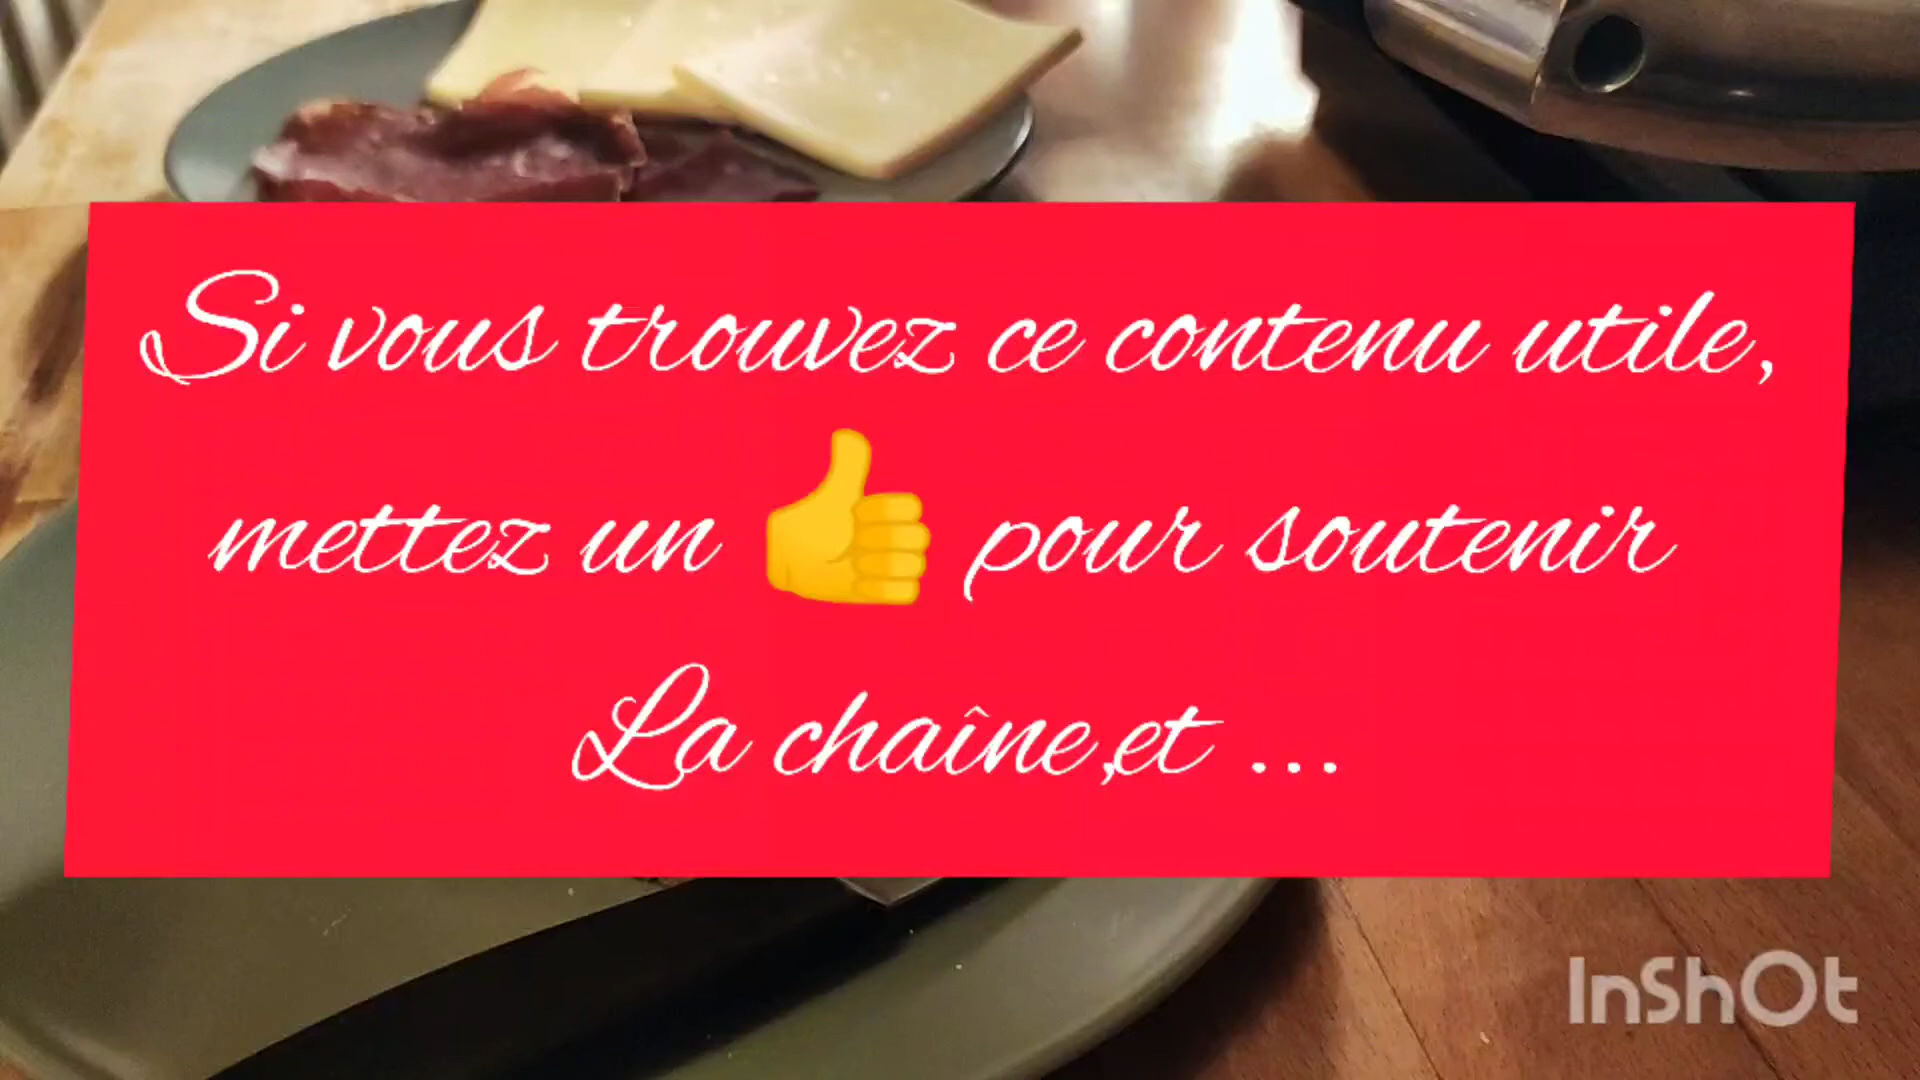 Si vous trouvez ce contenu utile,
mettez un 👍 pour soutenir
La chaîne,et ...
InShOt